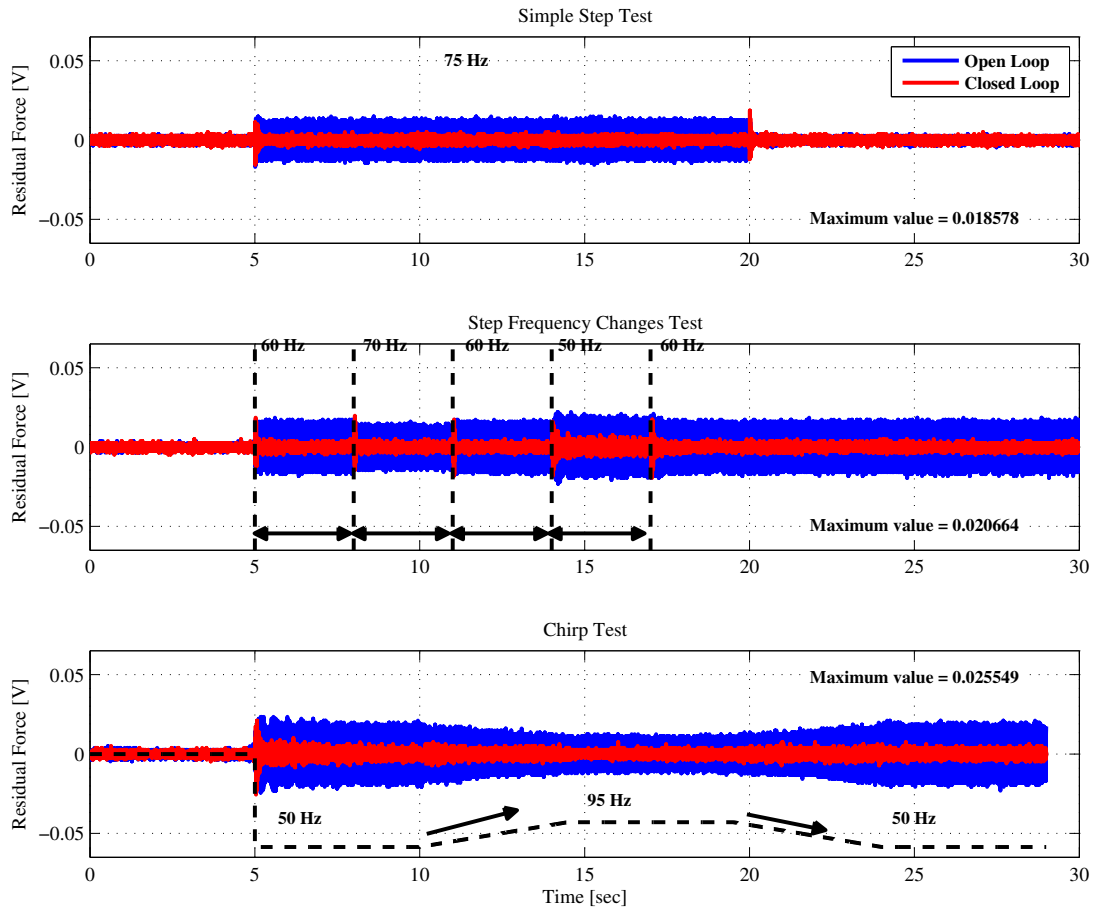 Simple Step Test
75 Hz
Open Loop
Closed Loop
Residual Force [V]
0.05
0
−0.05
Maximum value = 0.018578
0 5 10 15 20 25 30
Step Frequency Changes Test
60 Hz 70 Hz 60 Hz 50 Hz 60 Hz
Residual Force [V]
0.05
0
−0.05
Maximum value = 0.020664
0 5 10 15 20 25 30
Chirp Test
Maximum value = 0.025549
Residual Force [V]
0.05
0
−0.05
50 Hz 95 Hz 50 Hz
0 5 10 15 20 25 30
Time [sec]